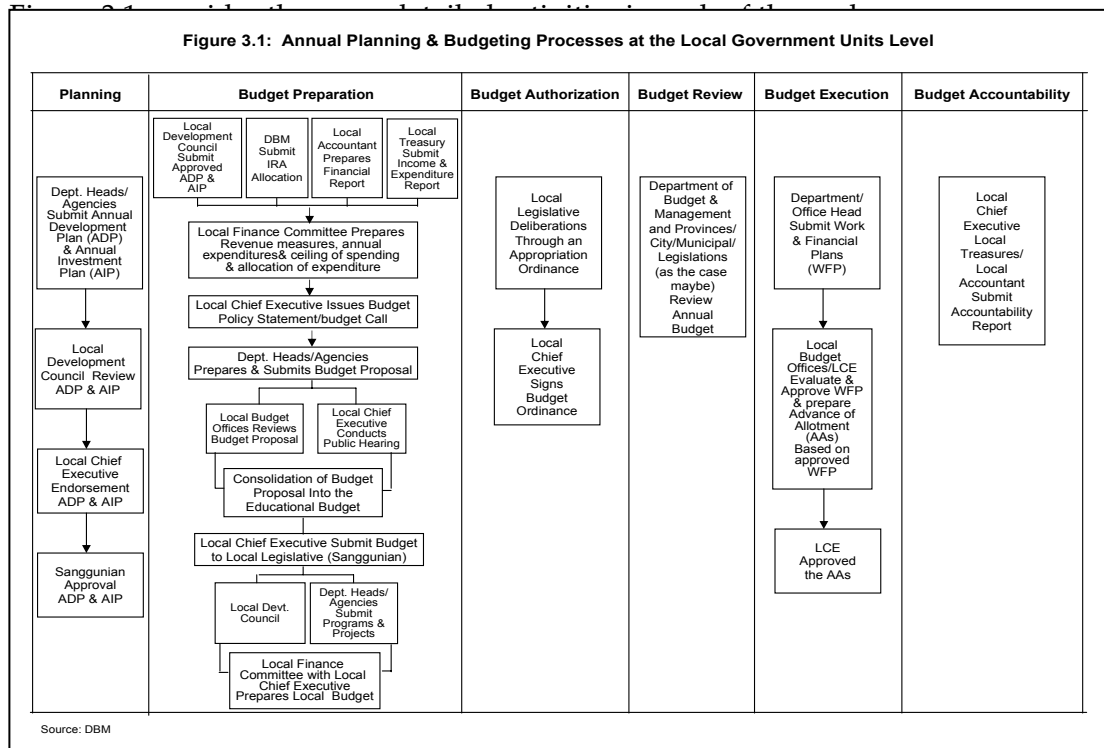 Figure 3.1: Annual Planning & Budgeting Processes at the Local Government Units Level
Planning
Dept. Heads/
Agencies
Submit Annual
Development
Plan (ADP)
& Annual
Investment
Plan (AIP)
Local
Development
Council Review
ADP & AIP
Local Chief
Executive
Endorsement
ADP & AIP
Sanggunian
Approval
ADP & AIP
Budget Preparation
Local
Development
Council
Submit
Approved
ADP
& AIP
DBM
Submit
IRA
Allocation
Local
Accountant
Prepares
Financial
Report
Local
Treasury
Submit
Income &
Expenditure
Report
Local Finance Committee Prepares
Revenue measures, annual
expenditures& ceiling of spending
& allocation of expenditure
Local Chief Executive Issues Budget
Policy Statement/budget Call
Dept. Heads/Agencies
Prepares & Submits Budget Proposal
Local Budget
Offices Reviews
Budget Proposal
Local Chief
Executive
Conducts
Public Hearing
Consolidation of Budget
Proposal Into the
Educational Budget
Local Chief Executive Submit Budget
to Local Legislative (Sanggunian)
Local Devt.
Council
Dept. Heads/
Agencies
Submit
Programs &
Projects
Local Finance
Committee with Local
Chief Executive
Prepares Local Budget
Budget Authorization
Local
Legislative
Deliberations
Through an
Appropriation
Ordinance
Local
Chief
Executive
Signs
Budget
Ordinance
Budget Review
Department of
Budget &
Management
and Provinces/
City/Municipal/
Legislations
(as the case
maybe)
Review
Annual
Budget
Budget Execution
Department/
Office Head
Submit Work
& Financial
Plans
(WFP)
Local
Budget
Offices/LCE
Evaluate &
Approve WFP
& prepare
Advance of
Allotment
(AAs)
Based on
approved
WFP
LCE
Approved
the AAs
Budget Accountability
Local
Chief
Executive
Local
Treasures/
Local
Accountant
Submit
Accountability
Report
Source: DBM